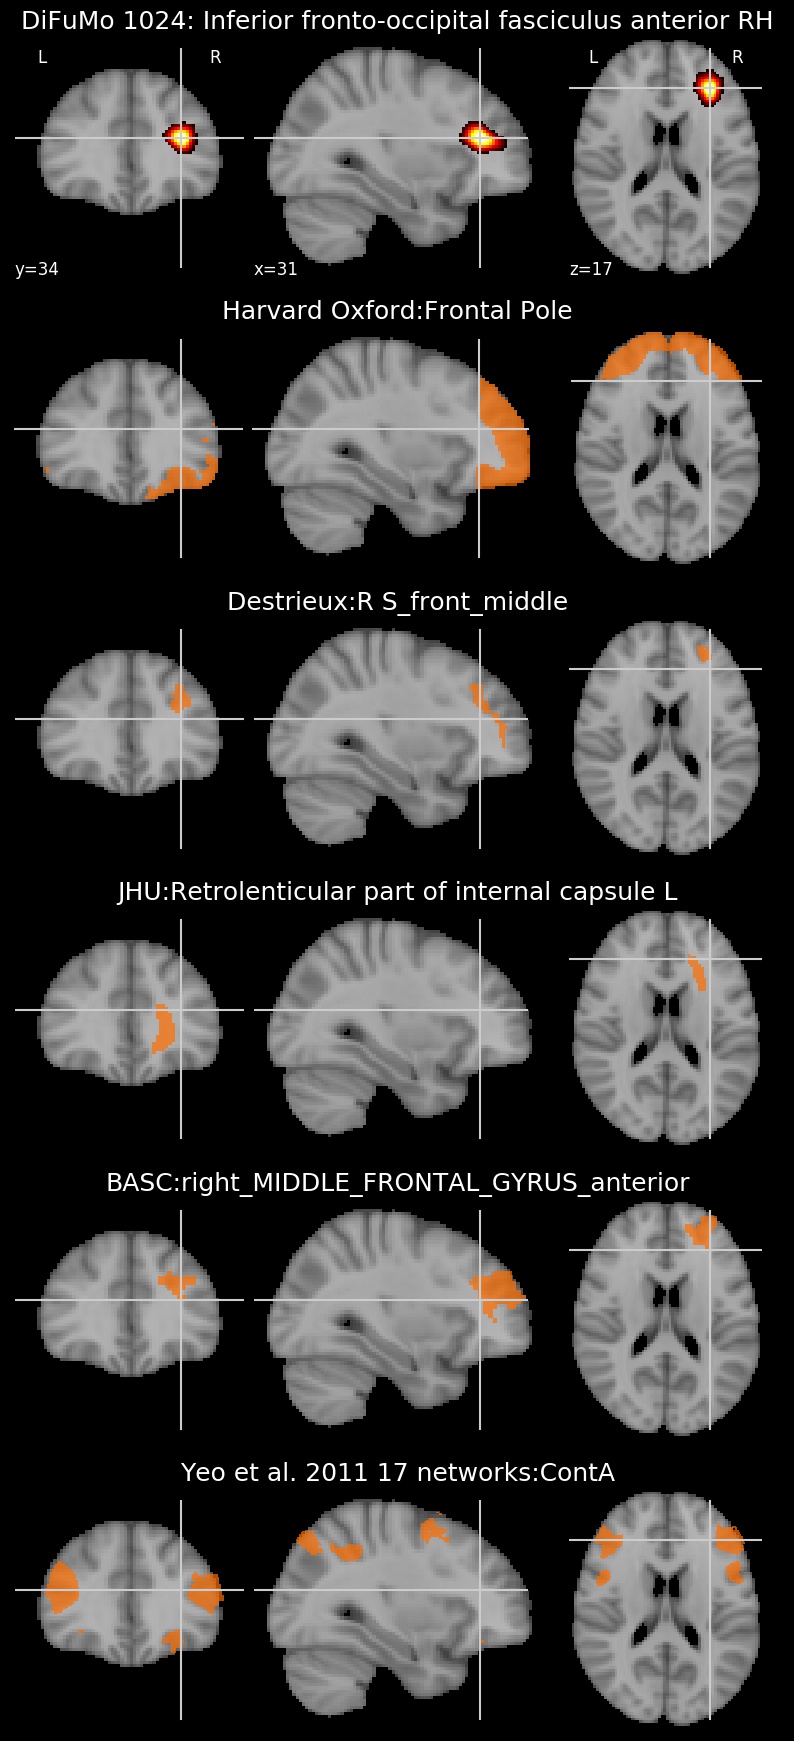 DiFuMo 1024: Inferior fronto-occipital fasciculus anterior RH
L R L R
y=34 x=31 z=17
Harvard Oxford:Frontal Pole
Destrieux:R S_front_middle
JHU:Retrolenticular part of internal capsule L
BASC:right_MIDDLE_FRONTAL_GYRUS_anterior
Yeo et al. 2011 17 networks:ContA